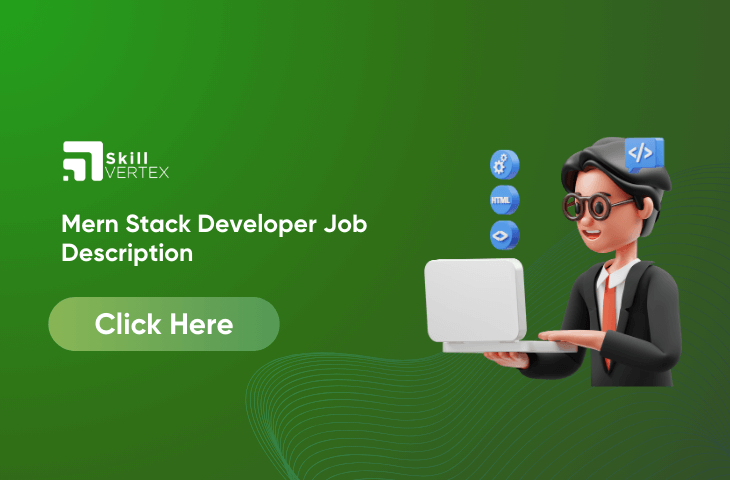 Skill
VERTEX
Mern Stack Developer Job
Description
Click Here
</>
HTML